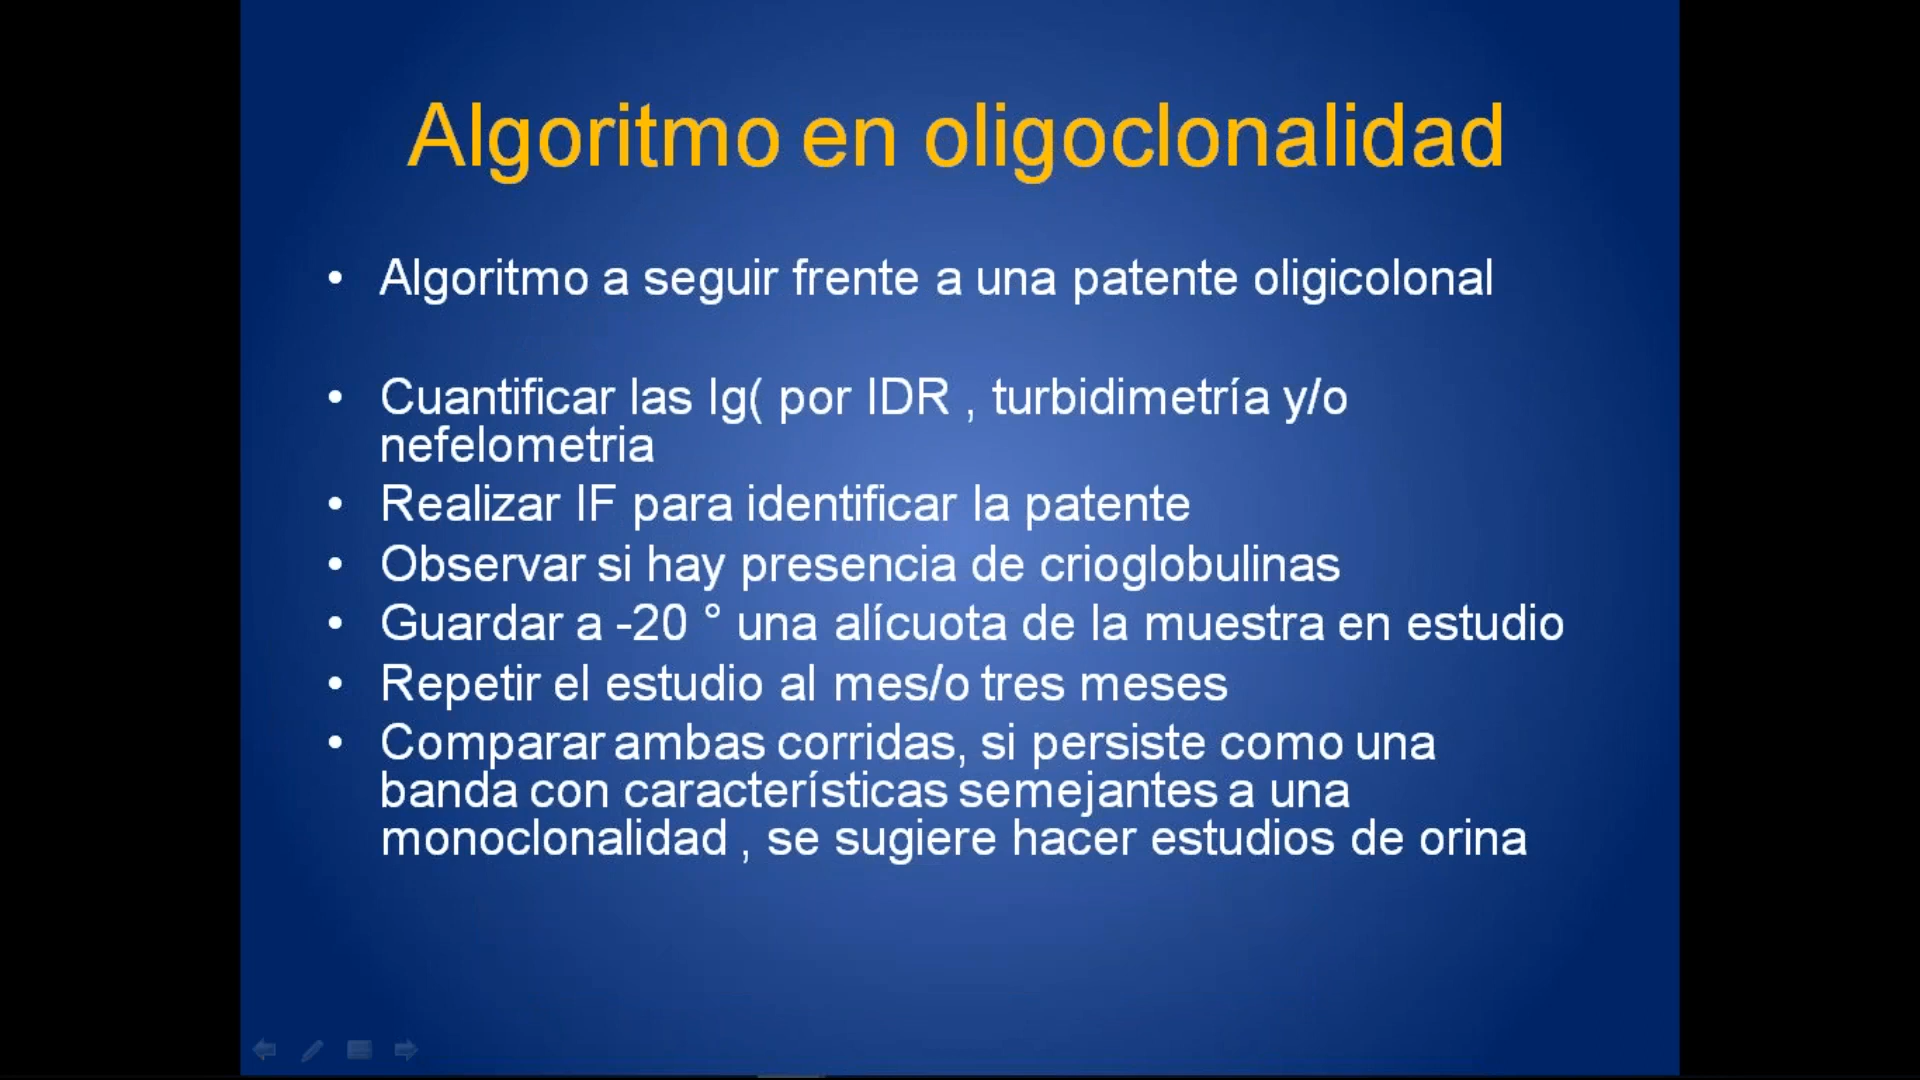 Algoritmo en oligoclonalidad
• Algoritmo a seguir frente a una patente oligicolonal
• Cuantificar las Ig( por IDR , turbidimetría y/o
nefelometria
• Realizar IF para identificar la patente
• Observar si hay presencia de crioglobulinas
• Guardar a -20 ° una alícuota de la muestra en estudio
• Repetir el estudio al mes/o tres meses
• Comparar ambas corridas, si persiste como una
banda con características semejantes a una
monoclonalidad , se sugiere hacer estudios de orina